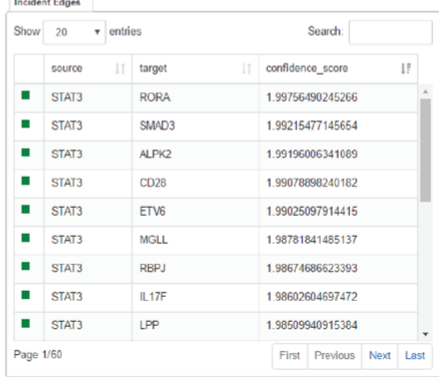 Incident Edges
Show 20 entries Search:
source target confidence_score
STAT3 RORA 1.99756490245266
STAT3 SMAD3 1.99215477145654
STAT3 ALPK2 1.99196006341089
STAT3 CD28 1.99078898240182
STAT3 ETV6 1.99025097914415
STAT3 MGLL 1.98781841485137
STAT3 RBPJ 1.98674686623393
STAT3 IL17F 1.98602604697472
STAT3 LPP 1.98509940915384
Page 1/60 First Previous Next Last